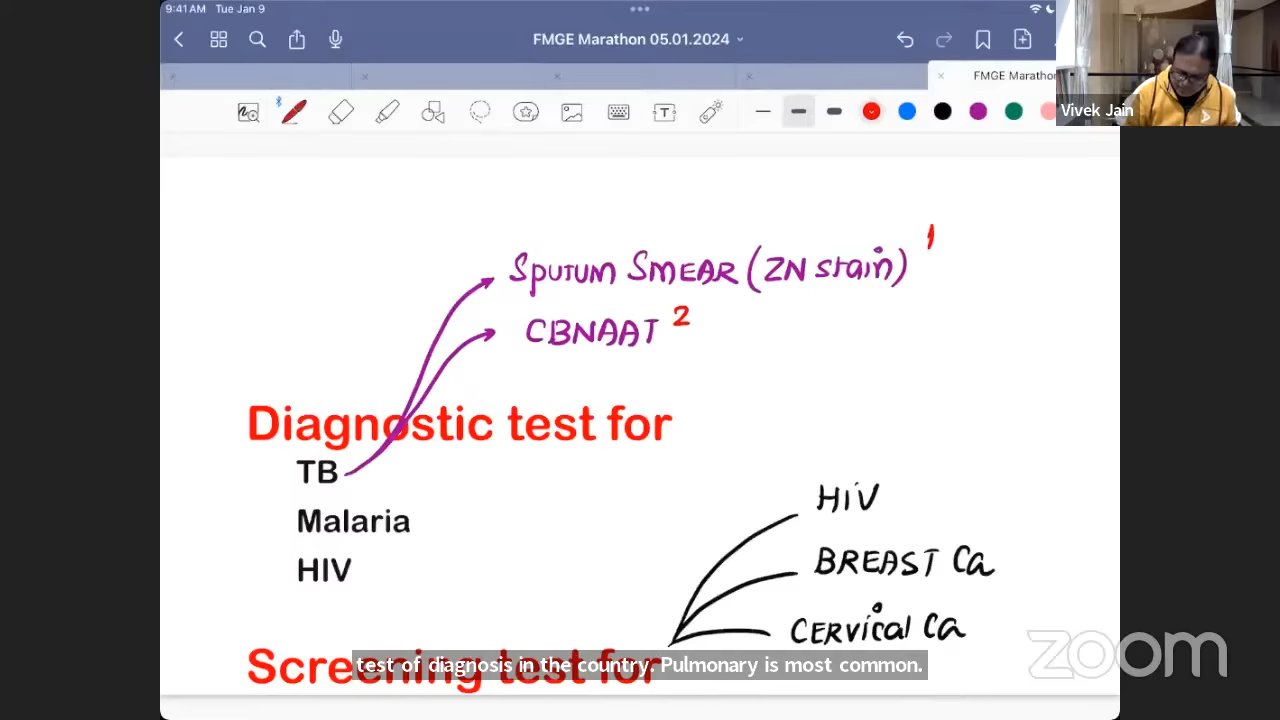 9:41 AM Tue Jan 9
FMGE Marathon 05.01.2024
FMGE Marathon
Vivek Jain
SPUTUM SMEAR (ZN stain) 1
CBNAAT 2
Diagnostic test for
TB
Malaria
HIV
HIV
BREAST Ca
CERVICAL Ca
Screening test for
test of diagnosis in the country. Pulmonary is most common.
zoom